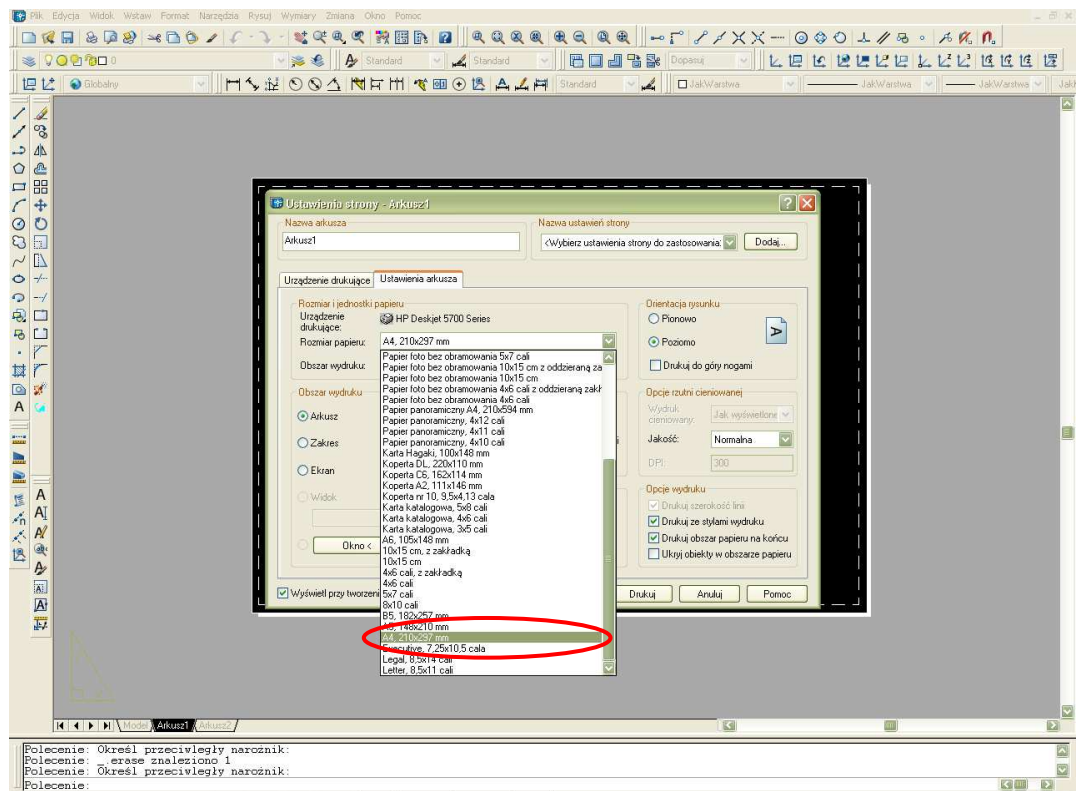 Plik Edycja Widok Wstaw Format Narzędzia Rysuj Wymiary Zmiana Okno Pomoc
0 Standard Standard Dopasuj
Globalny Standard JakWarstwa JakWarstwa JakWarstwa
Ustawienia strony - Arkusz1
Nazwa arkusza
Arkusz1
Nazwa ustawień strony
<Wybierz ustawienia strony do zastosowania:
Dodaj...
Urządzenie drukujące
Ustawienia arkusza
Rozmiar i jednostki papieru
Urządzenie
drukujące:
HP Deskjet 5700 Series
Rozmiar papieru:
A4, 210x297 mm
Obszar wydruku:
Papier foto bez obramowania 5x7 cali
Papier foto bez obramowania 10x15 cm z oddzieraną za
Papier foto bez obramowania 10x15 cm
Papier foto bez obramowania 4x6 cali z oddzieraną zakł
Papier foto bez obramowania 4x6 cali
Papier panoramiczny A4, 210x594 mm
Papier panoramiczny, 4x12 cali
Papier panoramiczny, 4x11 cali
Papier panoramiczny, 4x10 cali
Karta Hagaki, 100x148 mm
Koperta DL, 220x110 mm
Koperta C6, 162x114 mm
Koperta A2, 111x146 mm
Koperta nr 10, 9,5x4,13 cala
Karta katalogowa, 5x8 cali
Karta katalogowa, 4x6 cali
Karta katalogowa, 3x5 cali
A6, 105x148 mm
10x15 cm, z zakładką
10x15 cm
4x6 cali, z zakładką
4x6 cali
5x7 cali
8x10 cali
B5, 182x257 mm
A5, 148x210 mm
A4, 210x297 mm
Executive, 7,25x10,5 cala
Legal, 8,5x14 cali
Letter, 8,5x11 cali
Obszar wydruku
Arkusz
Zakres
Ekran
Widok
Okno <
Wyświetl przy tworzeni
Orientacja rysunku
Pionowo
Poziomo
A
Drukuj do góry nogami
Opcje rzutni cieniowanej
Wydruk
cieniowany:
Jak wyświetlone
Jakość:
Normalna
DPI:
300
Opcje wydruku
Drukuj szerokość linii
Drukuj ze stylami wydruku
Drukuj obszar papieru na końcu
Ukryj obiekty w obszarze papieru
Drukuj
Anuluj
Pomoc
Model Arkusz1 Arkusz2
Polecenie: Określ przeciwległy narożnik:
Polecenie: _.erase znaleziono 1
Polecenie: Określ przeciwległy narożnik:
Polecenie: